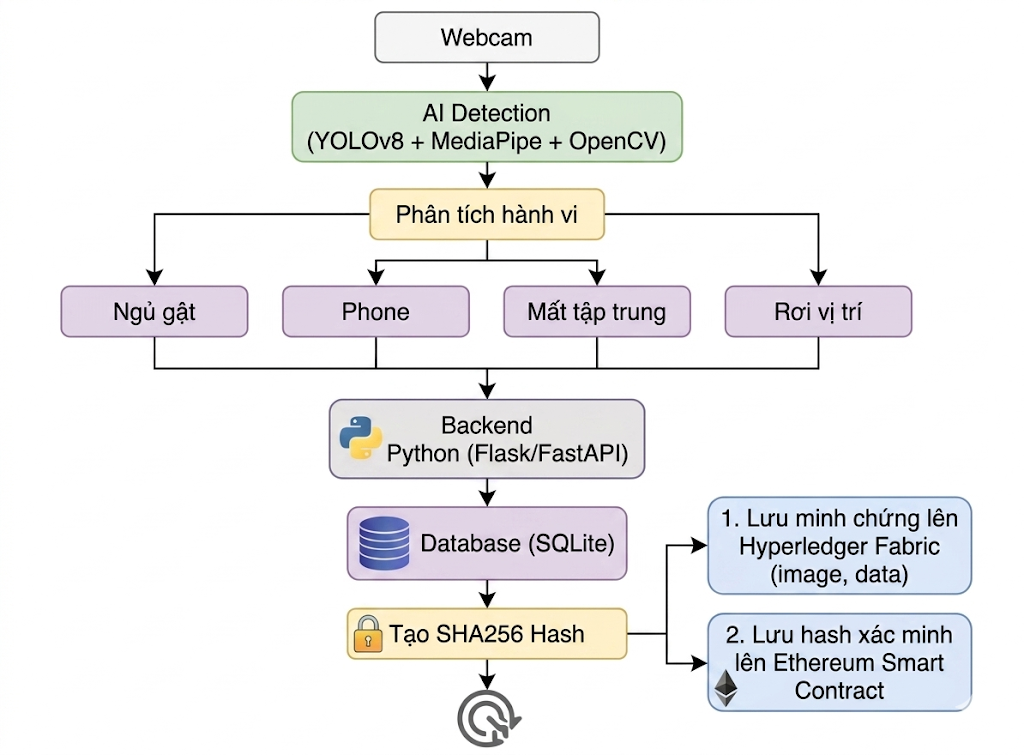 Webcam
AI Detection
(YOLOv8 + MediaPipe + OpenCV)
Phân tích hành vi
Ngủ gật
Phone
Mất tập trung
Rơi vị trí
Backend
Python (Flask/FastAPI)
Database (SQLite)
Tạo SHA256 Hash
1. Lưu minh chứng lên
Hyperledger Fabric
(image, data)
2. Lưu hash xác minh
lên Ethereum Smart
Contract